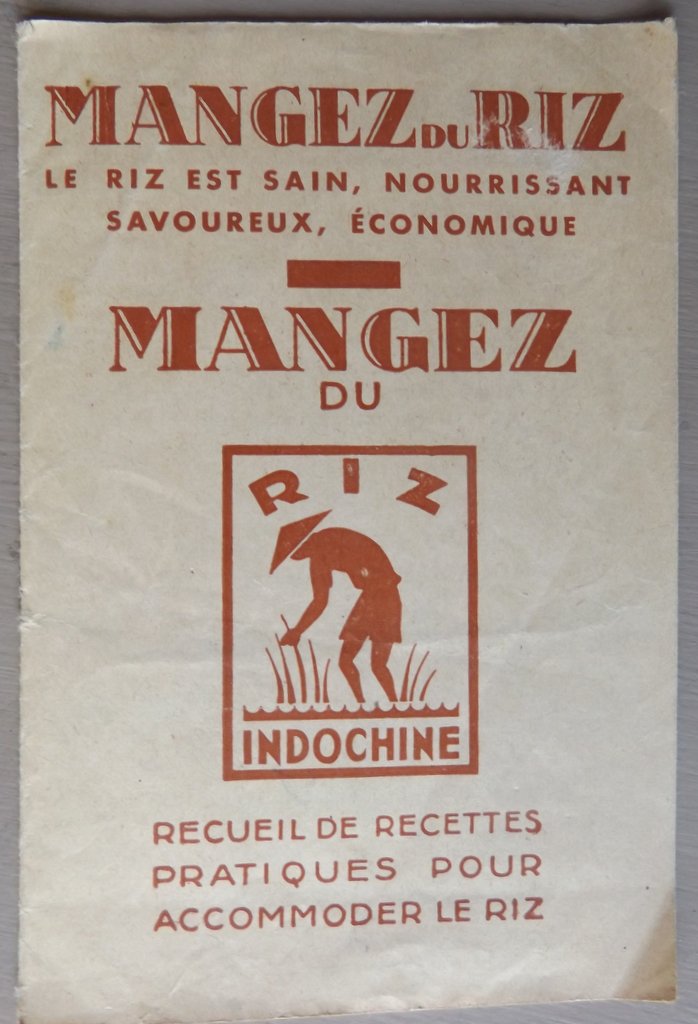 MANGEZ DU RIZ
LE RIZ EST SAIN, NOURRISSANT
SAVOUREUX, ÉCONOMIQUE
MANGEZ
DU
RIZ
INDOCHINE
RECUEIL DE RECETTES
PRATIQUES POUR
ACCOMMODER LE RIZ